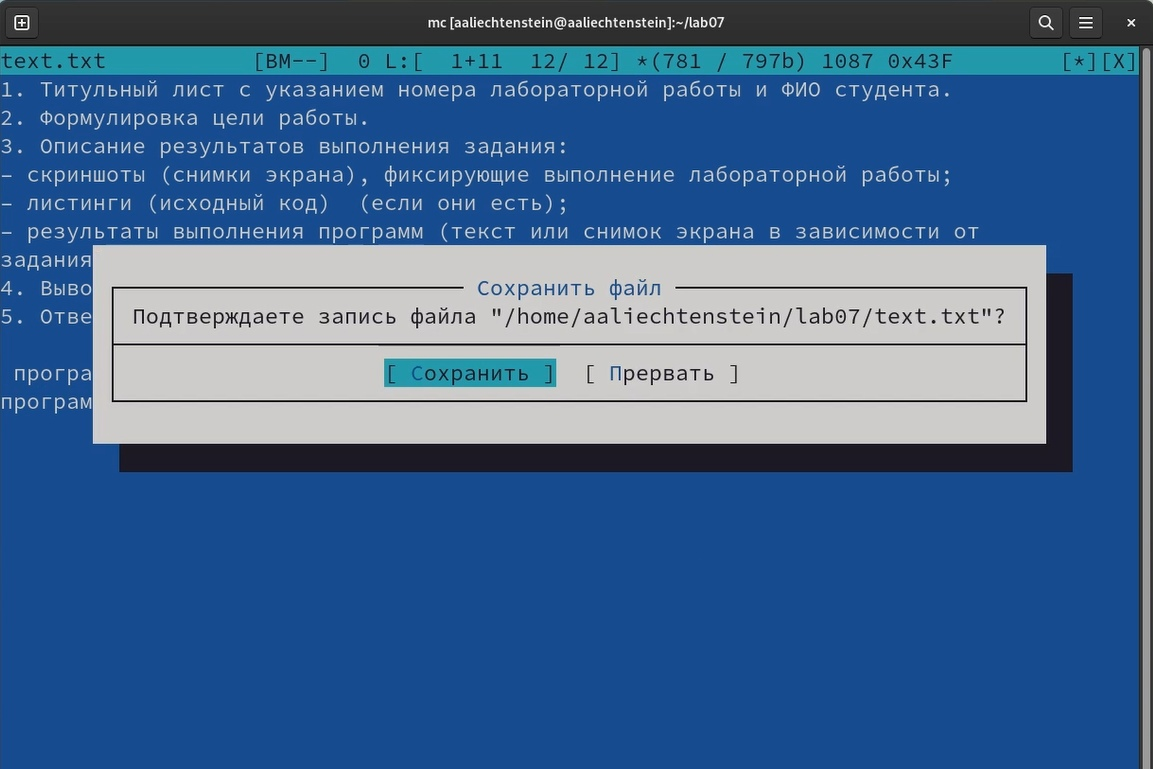 mc [aaliechtenstein@aaliechtenstein]:~/lab07
text.txt [BM--] 0 L:[ 1+11 12/ 12] *(781 / 797b) 1087 0x43F [*][X]
1. Титульный лист с указанием номера лабораторной работы и ФИО студента.
2. Формулировка цели работы.
3. Описание результатов выполнения задания:
– скриншоты (снимки экрана), фиксирующие выполнение лабораторной работы;
– листинги (исходный код) (если они есть);
– результаты выполнения программ (текст или снимок экрана в зависимости от
задания
Сохранить файл
4. Выво
5. Отве
Подтверждаете запись файла "/home/aaliechtenstein/lab07/text.txt"?
програ
[ Сохранить ] [ Прервать ]
програм